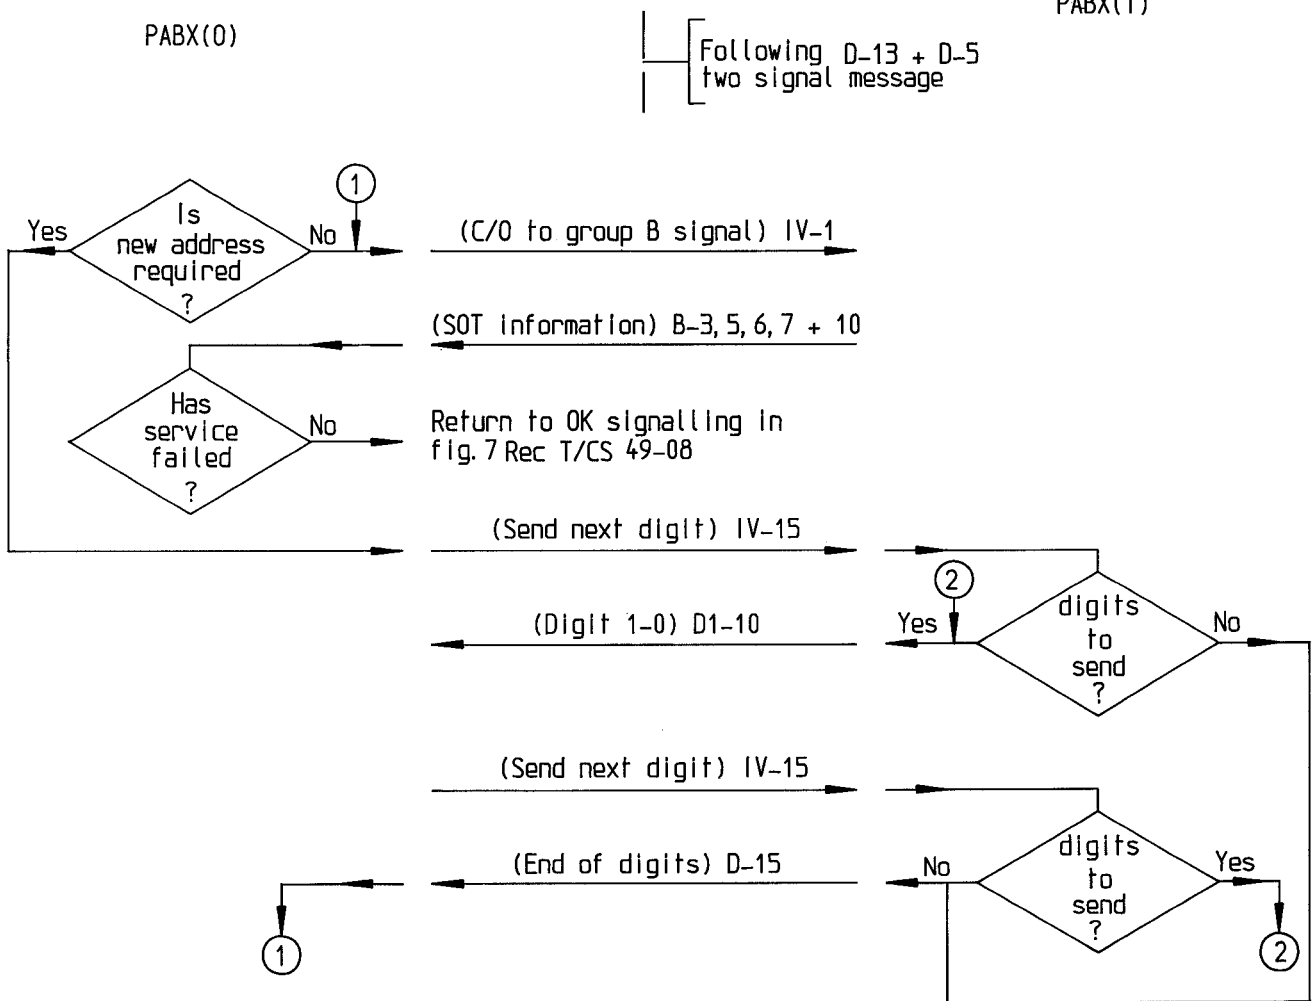 PABX(1)
PABX(0)
Following D-13 + D-5
two signal message
1
Is
new address
required
?
Yes
No
(C/O to group B signal) IV-1
(SOT information) B-3, 5, 6, 7 + 10
Has
service
failed
?
No
Return to OK signalling in
fig. 7 Rec T/CS 49-08
(Send next digit) IV-15
2
digits
to
send
?
Yes
No
(Digit 1-0) D1-10
(Send next digit) IV-15
digits
to
send
?
No
Yes
(End of digits) D-15
1
2